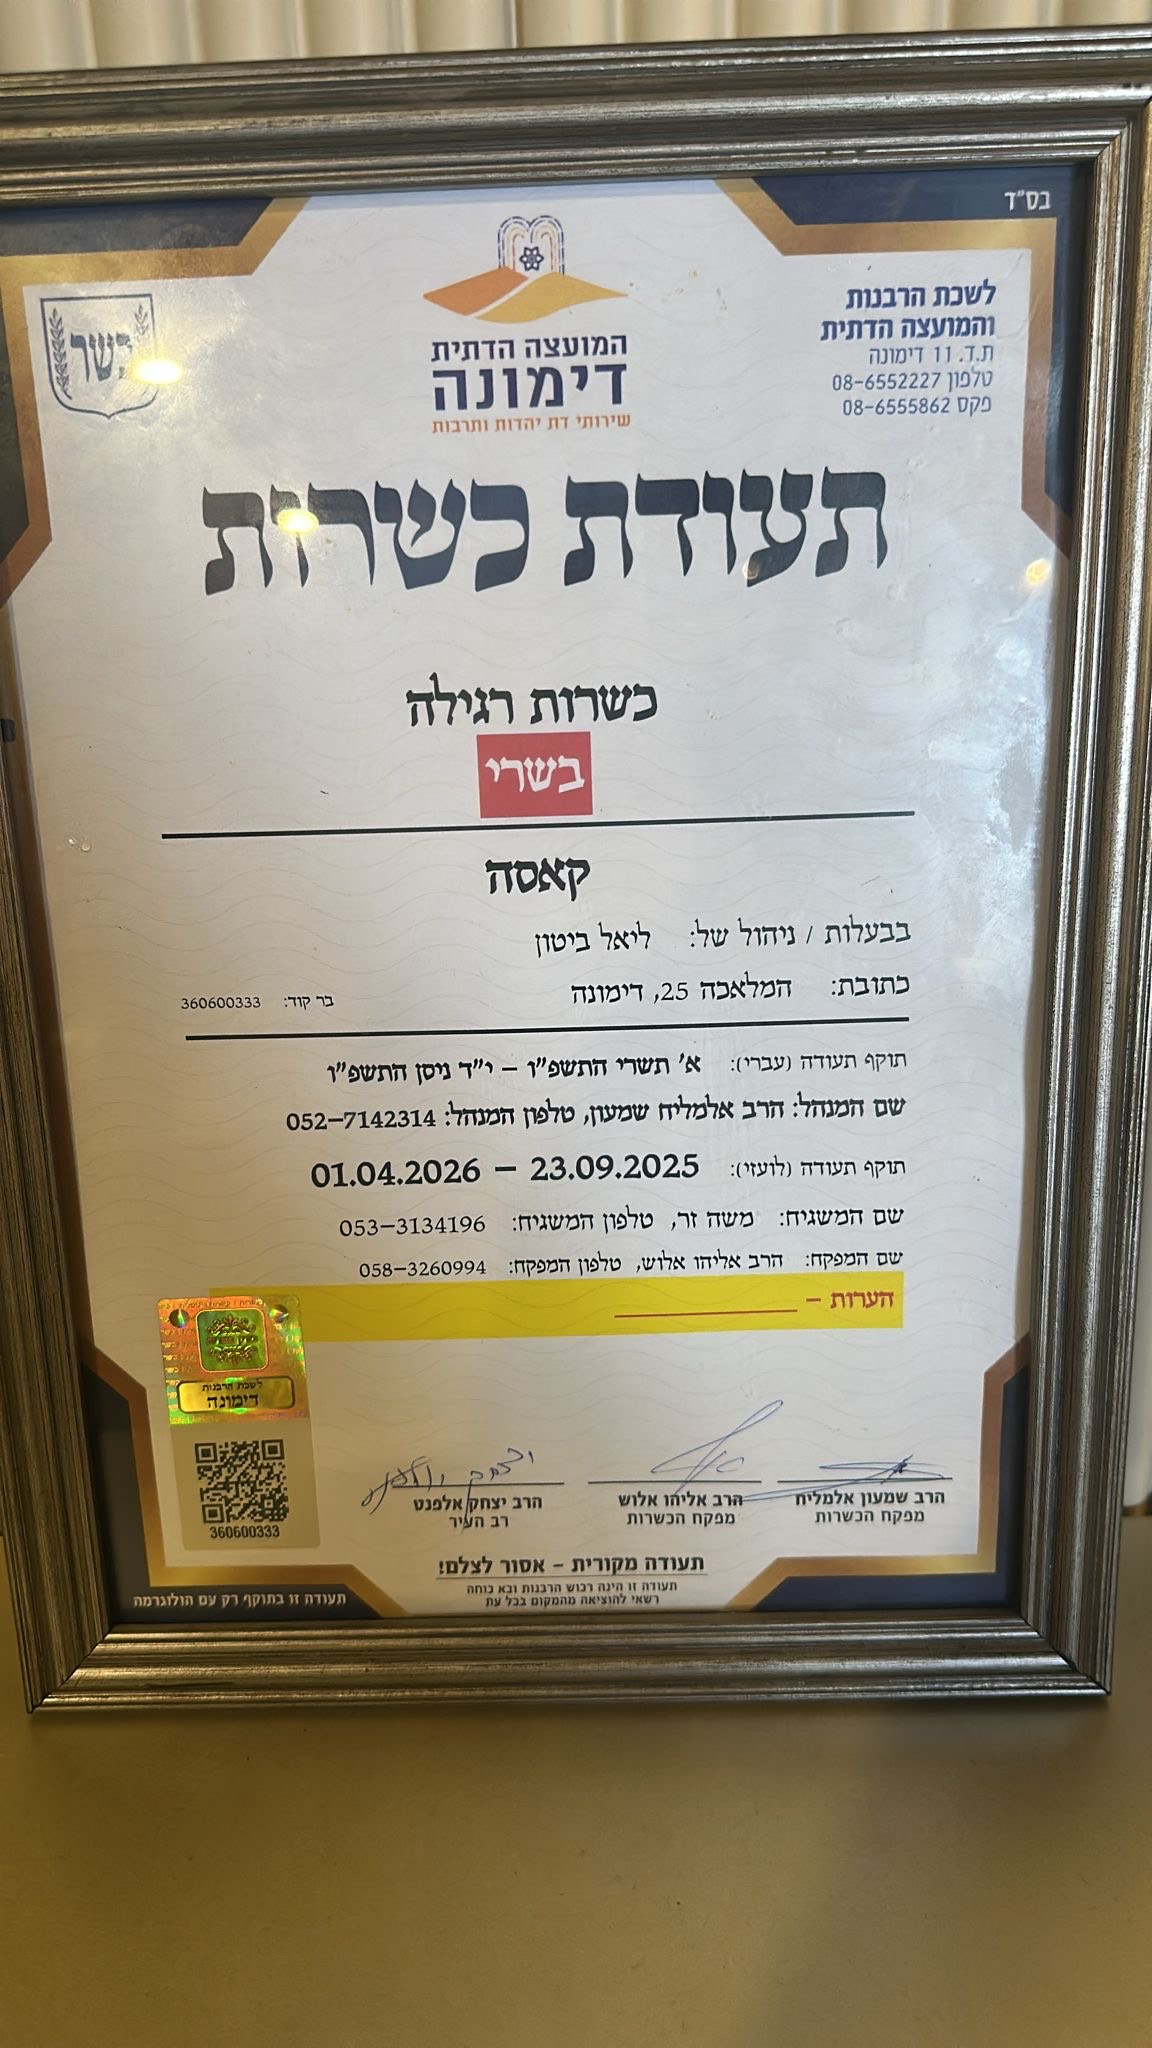 בס"ד
לשכת הרבנות
והמועצה הדתית
ת.ד. 11 דימונה
טלפון 08-6552227
פקס 08-6555862
המועצה הדתית
דימונה
שירותי דת יהדות ותרבות
כשר
תעודת כשרות
כשרות רגילה
בשרי
קאסה
בבעלות / ניהול של: ליאל ביטון
כתובת: המלאכה 25, דימונה
בר קוד: 360600333
תוקף תעודה (עברי): א' תשרי התשפ"ו – י"ד ניסן התשפ"ו
שם המנהל: הרב אלמליח שמעון, טלפון המנהל: 052-7142314
תוקף תעודה (לועזי): 23.09.2025 – 01.04.2026
שם המשגיח: משה זר, טלפון המשגיח: 053-3134196
שם המפקח: הרב אליהו אלוש, טלפון המפקח: 058-3260994
הערות – ____________
לשכת הרבנות
דימונה
360600333
הרב שמעון אלמליח
מפקח הכשרות
הרב אליהו אלוש
מפקח הכשרות
הרב יצחק אלפנט
רב העיר
תעודה מקורית – אסור לצלם!
תעודה זו הינה רכוש הרבנות ובא כוחה
רשאי להוציאה מהמקום בכל עת
תעודה זו בתוקף רק עם הולוגרמה